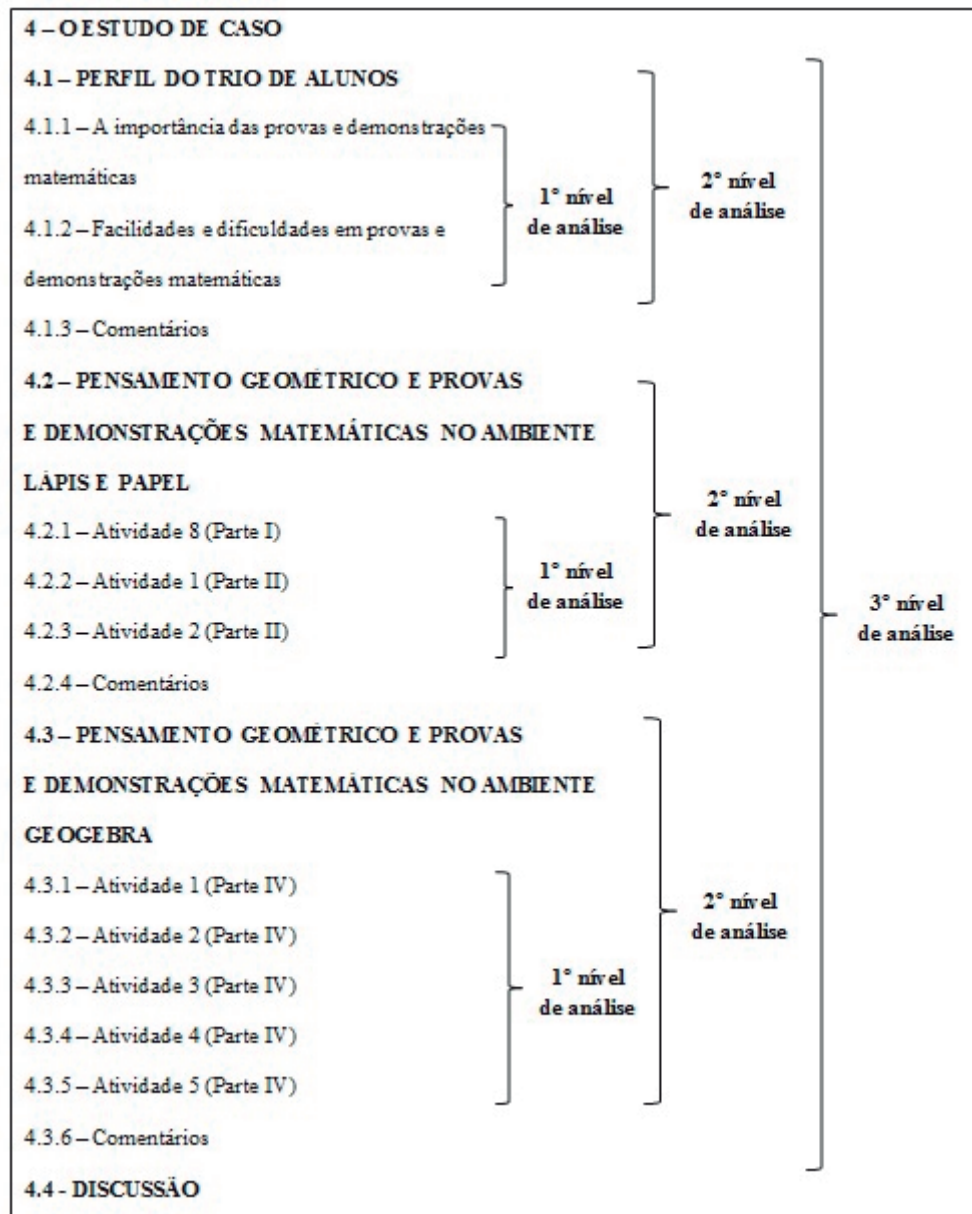 4 – O ESTUDO DE CASO
4.1 – PERFIL DO TRIO DE ALUNOS
4.1.1 – A importância das provas e demonstrações
matemáticas
4.1.2 – Facilidades e dificuldades em provas e
demonstrações matemáticas
1° nível
de análise
2° nível
de análise
4.1.3 – Comentários
4.2 – PENSAMENTO GEOMÉTRICO E PROVAS
E DEMONSTRAÇÕES MATEMÁTICAS NO AMBIENTE
LÁPIS E PAPEL
4.2.1 – Atividade 8 (Parte I)
4.2.2 – Atividade 1 (Parte II)
4.2.3 – Atividade 2 (Parte II)
1° nível
de análise
2° nível
de análise
4.2.4 – Comentários
4.3 – PENSAMENTO GEOMÉTRICO E PROVAS
E DEMONSTRAÇÕES MATEMÁTICAS NO AMBIENTE
GEOGEBRA
4.3.1 – Atividade 1 (Parte IV)
4.3.2 – Atividade 2 (Parte IV)
4.3.3 – Atividade 3 (Parte IV)
4.3.4 – Atividade 4 (Parte IV)
4.3.5 – Atividade 5 (Parte IV)
1° nível
de análise
2° nível
de análise
4.3.6 – Comentários
3° nível
de análise
4.4 - DISCUSSÃO